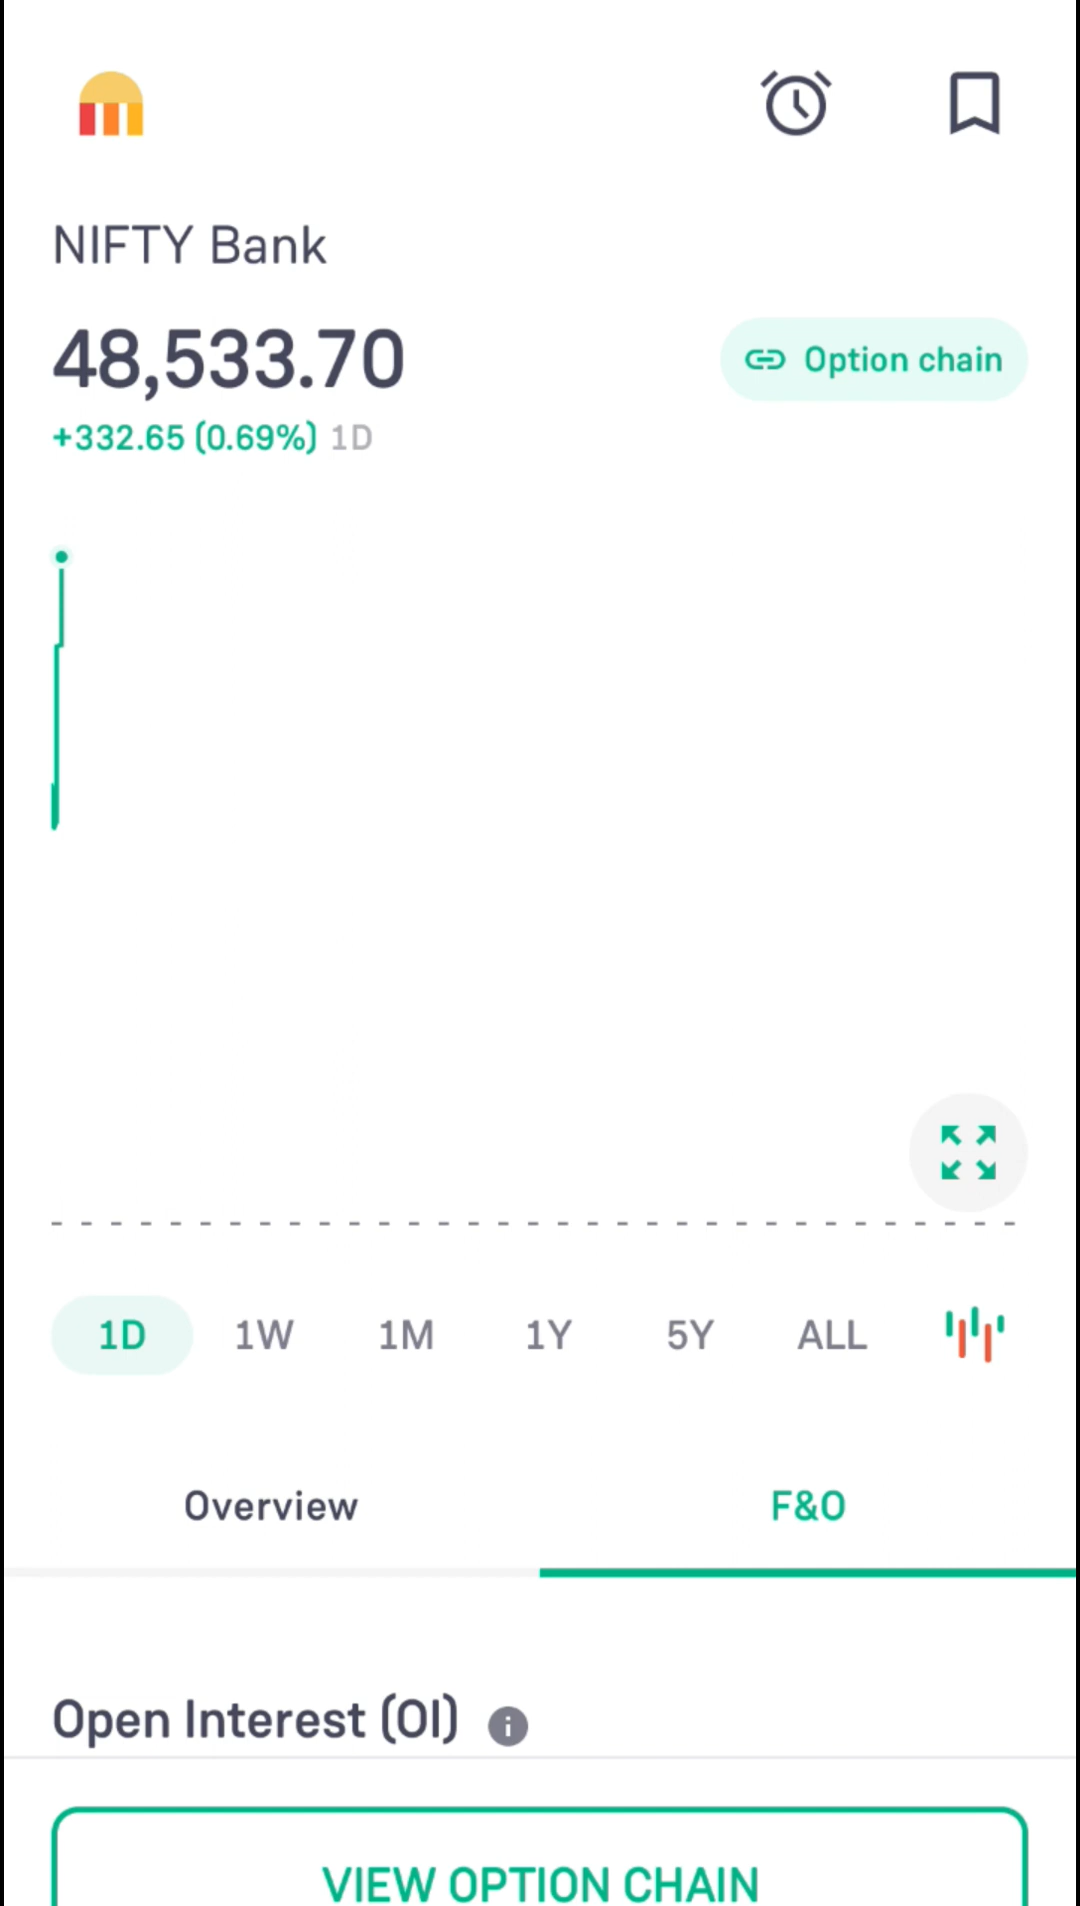 NIFTY Bank
48,533.70
Option chain
+332.65 (0.69%) 1D
1D 1W 1M 1Y 5Y ALL
Overview F&O
Open Interest (OI) i
VIEW OPTION CHAIN